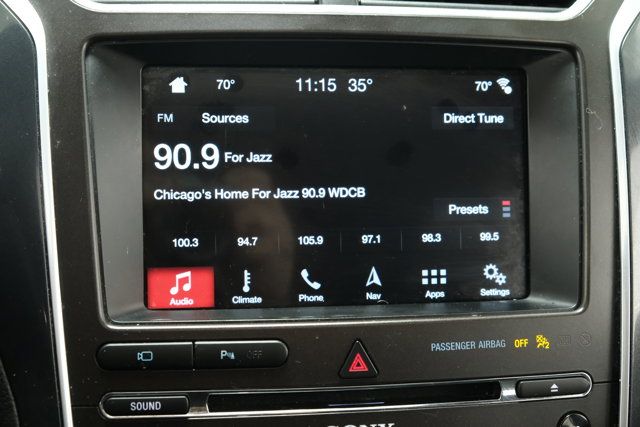 70° 11:15 35° 70°
FM Sources Direct Tune
90.9 For Jazz
Chicago's Home For Jazz 90.9 WDCB
Presets
100.3 94.7 105.9 97.1 98.3 99.5
Audio Climate Phone Nav Apps Settings
P OFF
PASSENGER AIRBAG OFF 2
SOUND
SONY